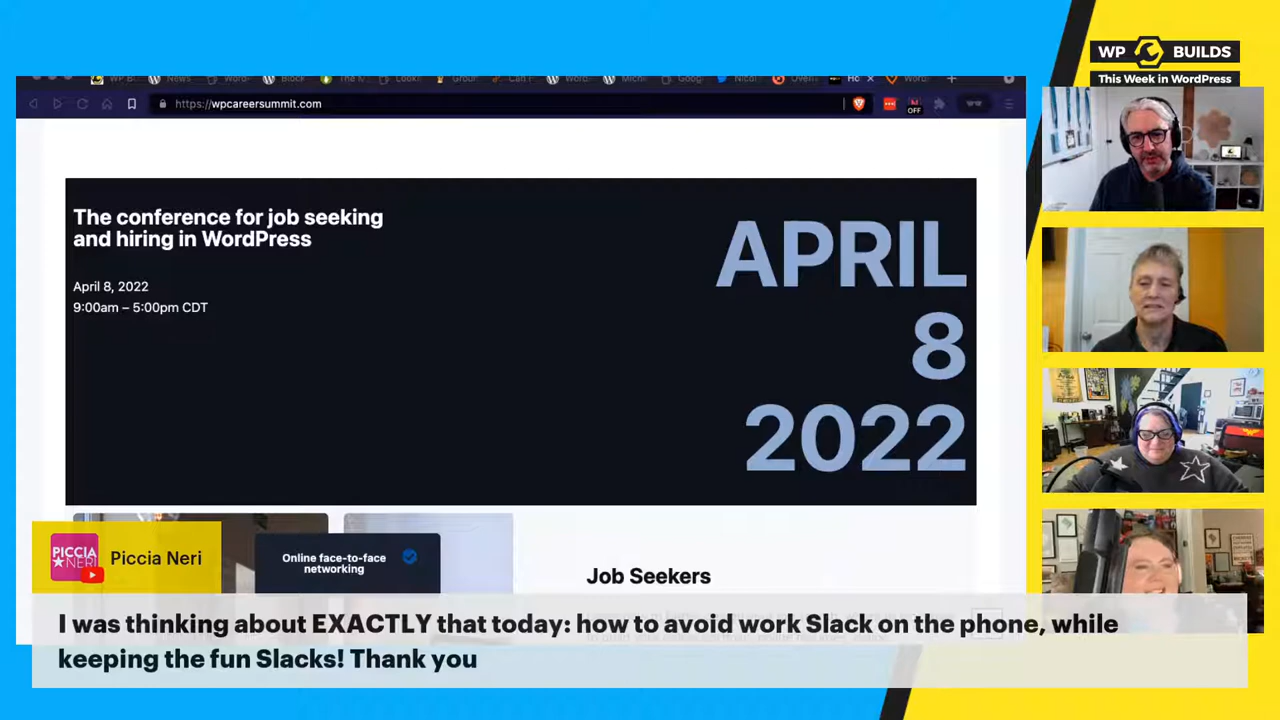 WP BUILDS
This Week in WordPress
https://wpcareersummit.com
OFF
The conference for job seeking
and hiring in WordPress
April 8, 2022
9:00am – 5:00pm CDT
APRIL
8
2022
Online face-to-face
networking
Job Seekers
PICCIA
NERI
Piccia Neri
I was thinking about EXACTLY that today: how to avoid work Slack on the phone, while
keeping the fun Slacks! Thank you